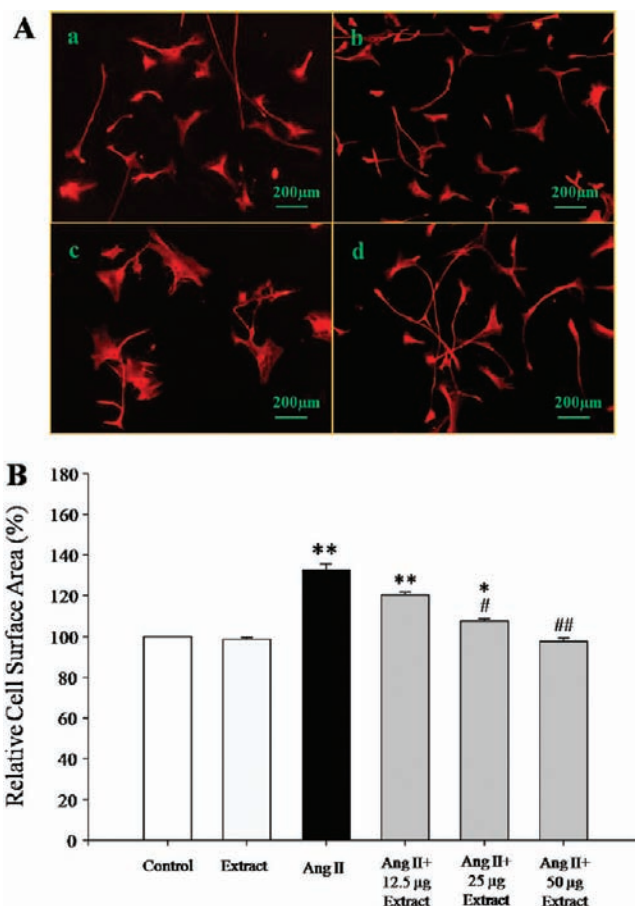 A
a
b
200μm
200μm
c
d
200μm
200μm
B
Relative Cell Surface Area (%)
180
160
140
120
100
80
60
40
20
0
**
**
*
#
##
Control
Extract
Ang II
Ang II+
12.5 μg
Extract
Ang II+
25 μg
Extract
Ang II+
50 μg
Extract